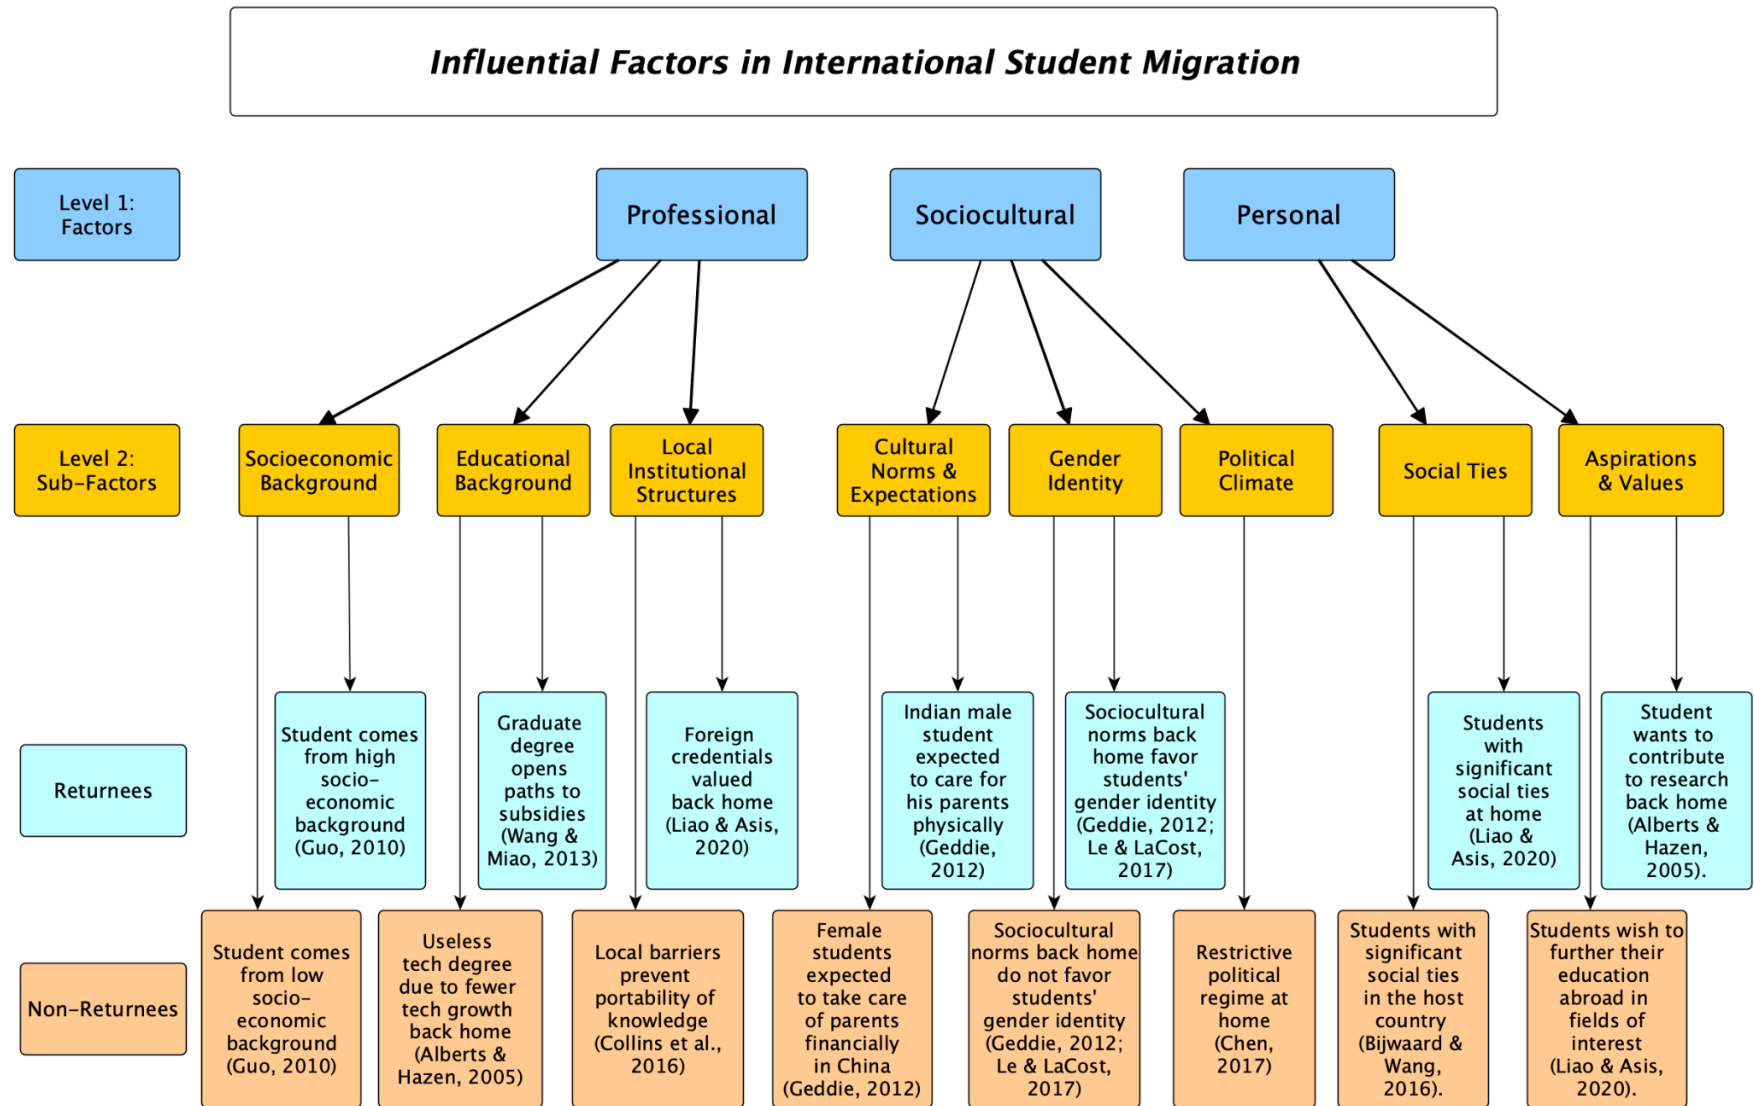 Influential Factors in International Student Migration
Level 1:
Factors
Professional
Sociocultural
Personal
Level 2:
Sub-Factors
Socioeconomic
Background
Educational
Background
Local
Institutional
Structures
Cultural
Norms &
Expectations
Gender
Identity
Political
Climate
Social Ties
Aspirations
& Values
Returnees
Student comes
from high
socio-
economic
background
(Guo, 2010)
Graduate
degree
opens
paths to
subsidies
(Wang &
Miao, 2013)
Foreign
credentials
valued
back home
(Liao & Asis,
2020)
Indian male
student
expected
to care for
his parents
physically
(Geddie,
2012)
Sociocultural
norms back
home favor
students'
gender identity
(Geddie, 2012;
Le & LaCost,
2017)
Students
with
significant
social ties
at home
(Liao &
Asis, 2020)
Student
wants to
contribute
to research
back home
(Alberts &
Hazen,
2005).
Non-Returnees
Student comes
from low
socio-
economic
background
(Guo, 2010)
Useless
tech degree
due to fewer
tech growth
back home
(Alberts &
Hazen, 2005)
Local barriers
prevent
portability of
knowledge
(Collins et al.,
2016)
Female
students
expected
to take care
of parents
financially
in China
(Geddie, 2012)
Sociocultural
norms back home
do not favor
students'
gender identity
(Geddie, 2012;
Le & LaCost,
2017)
Restrictive
political
regime at
home
(Chen,
2017)
Students with
significant
social ties
in the host
country
(Bijwaard &
Wang,
2016).
Students wish to
further their
education
abroad in
fields of
interest
(Liao & Asis,
2020).